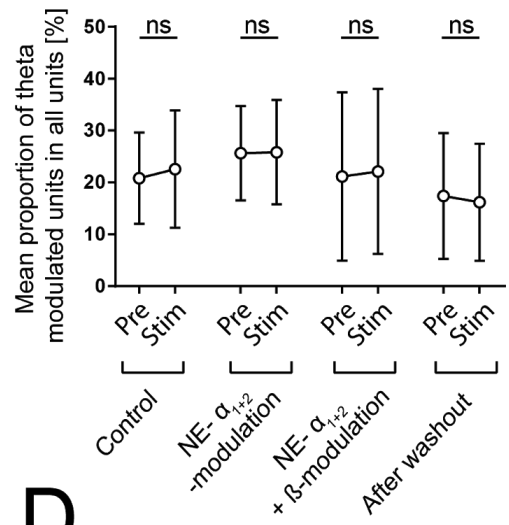 Mean proportion of theta
modulated units in all units [%]
50
40
30
20
10
0
ns
ns
ns
ns
Pre
Stim
Pre
Stim
Pre
Stim
Pre
Stim
Control
NE- α1+2
-modulation
NE- α1+2
+ ß-modulation
After washout
D